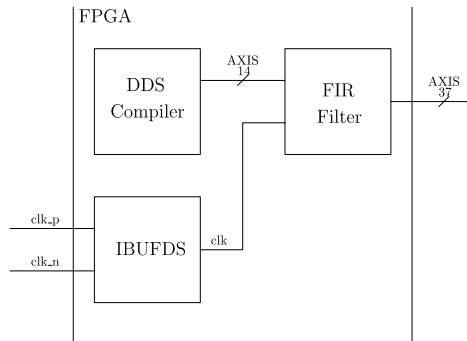 FPGA
DDS
Compiler
AXIS
14
FIR
Filter
AXIS
37
clk_p
clk_n
IBUFDS
clk